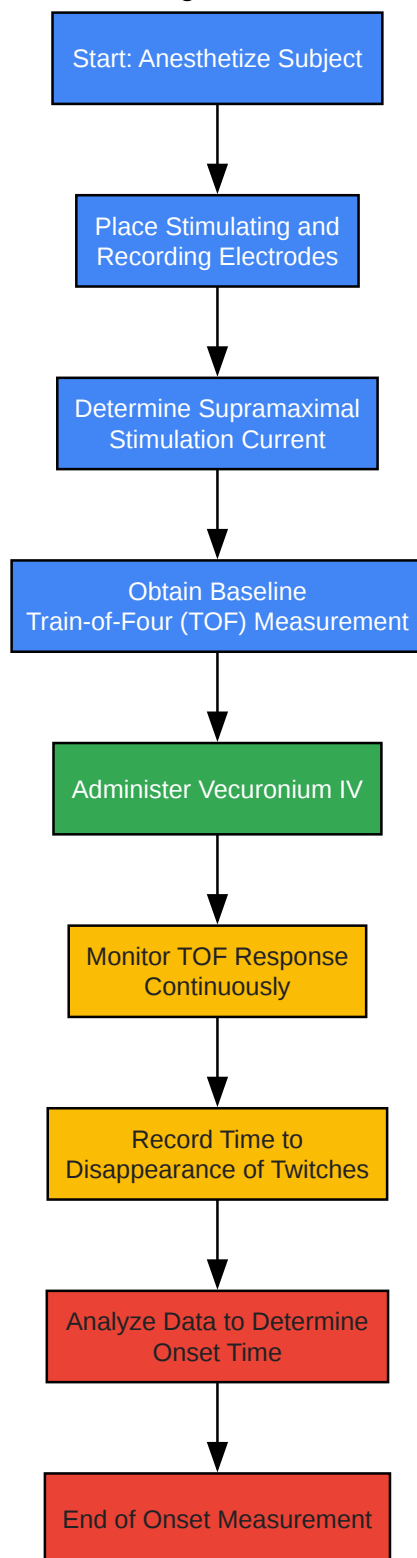 Start: Anesthetize Subject
Place Stimulating and
Recording Electrodes
Determine Supramaximal
Stimulation Current
Obtain Baseline
Train-of-Four (TOF) Measurement
Administer Vecuronium IV
Monitor TOF Response
Continuously
Record Time to
Disappearance of Twitches
Analyze Data to Determine
Onset Time
End of Onset Measurement